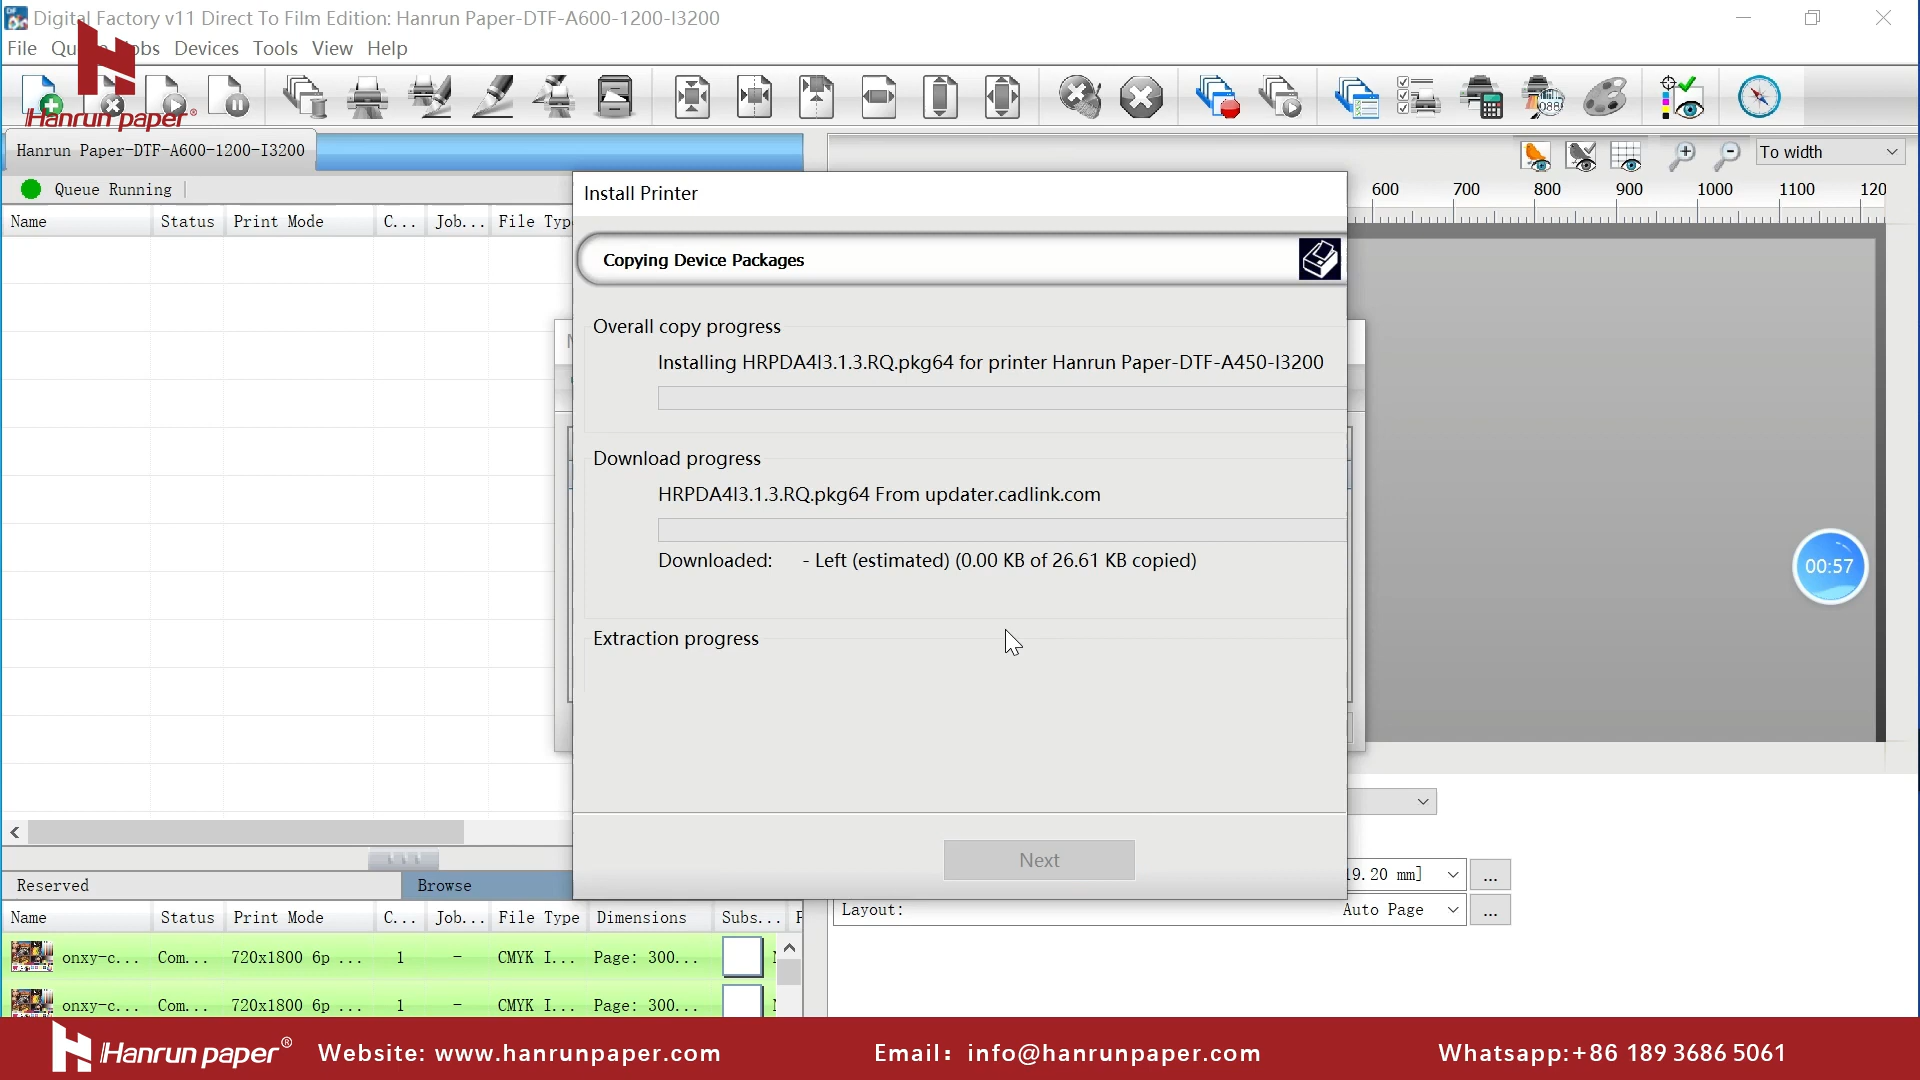 Digital Factory v11 Direct To Film Edition: Hanrun Paper-DTF-A600-1200-I3200
File Devices Tools View Help
Hanrun paper®
Hanrun Paper-DTF-A600-1200-I3200
To width
Queue Running
600 700 800 900 1000 1100 120
Name Status Print Mode C... Job... File Typ
Install Printer
Copying Device Packages
Overall copy progress
Installing HRPDA4I3.1.3.RQ.pkg64 for printer Hanrun Paper-DTF-A450-I3200
Download progress
HRPDA4I3.1.3.RQ.pkg64 From updater.cadlink.com
Downloaded: - Left (estimated) (0.00 KB of 26.61 KB copied)
00:57
Extraction progress
Next
Reserved Browse
19.20 mm] ...
Layout: Auto Page ...
Name Status Print Mode C... Job... File Type Dimensions Subs...
onxy-c... Com... 720x1800 6p ... 1 - CMYK I... Page: 300...
onxy-c... Com... 720x1800 6p ... 1 - CMYK I... Page: 300...
Hanrun paper® Website: www.hanrunpaper.com Email: info@hanrunpaper.com Whatsapp:+86 189 3686 5061